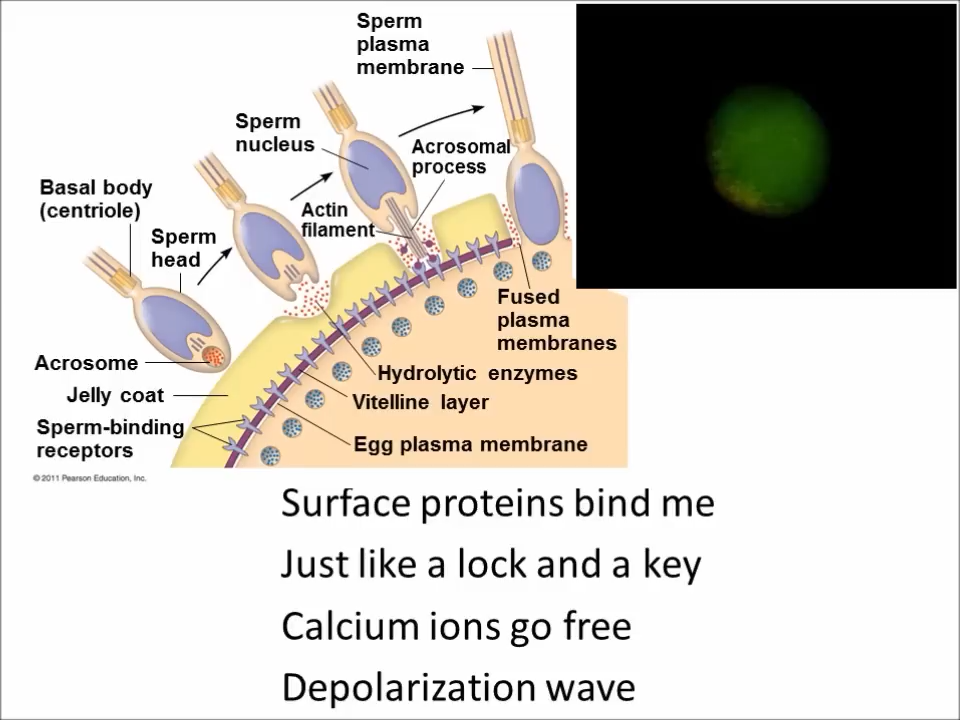 Sperm
plasma
membrane
Sperm
nucleus
Acrosomal
process
Basal body
(centriole)
Actin
filament
Sperm
head
Fused
plasma
membranes
Acrosome
Hydrolytic enzymes
Jelly coat
Vitelline layer
Sperm-binding
receptors
Egg plasma membrane
© 2011 Pearson Education, Inc.
Surface proteins bind me
Just like a lock and a key
Calcium ions go free
Depolarization wave